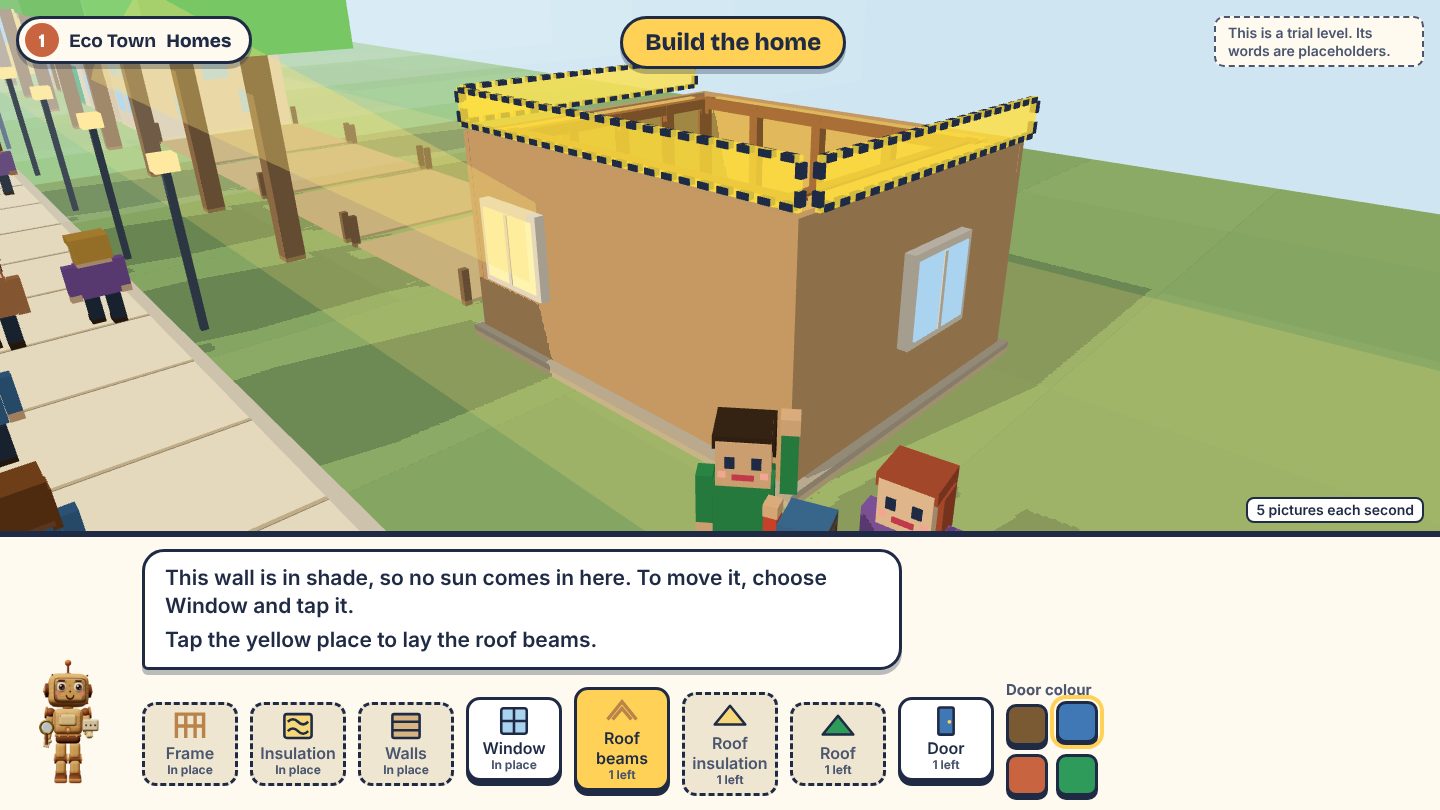 1 Eco Town Homes
Build the home
This is a trial level. Its
words are placeholders.
5 pictures each second
This wall is in shade, so no sun comes in here. To move it, choose
Window and tap it.
Tap the yellow place to lay the roof beams.
Frame
In place
Insulation
In place
Walls
In place
Window
In place
Roof
beams
1 left
Roof
insulation
1 left
Roof
1 left
Door
1 left
Door colour